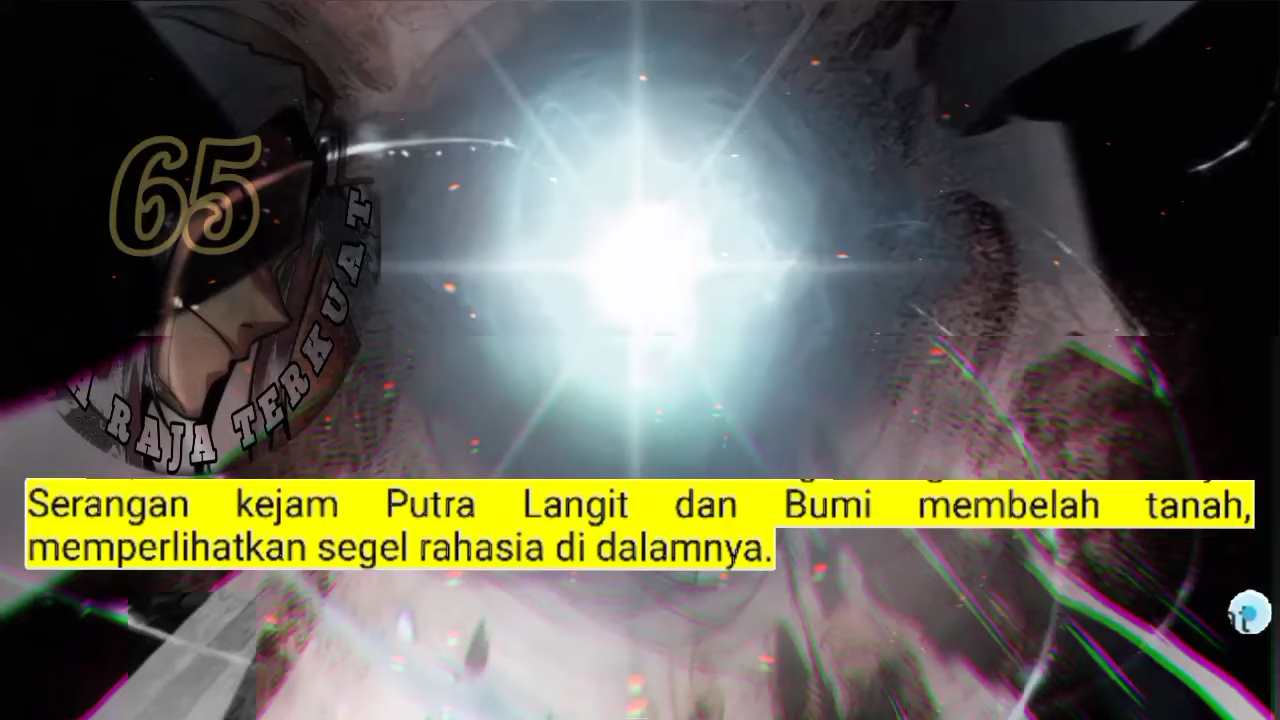 65
RAJA TERKUAT
Serangan kejam Putra Langit dan Bumi membelah tanah,
memperlihatkan segel rahasia di dalamnya.